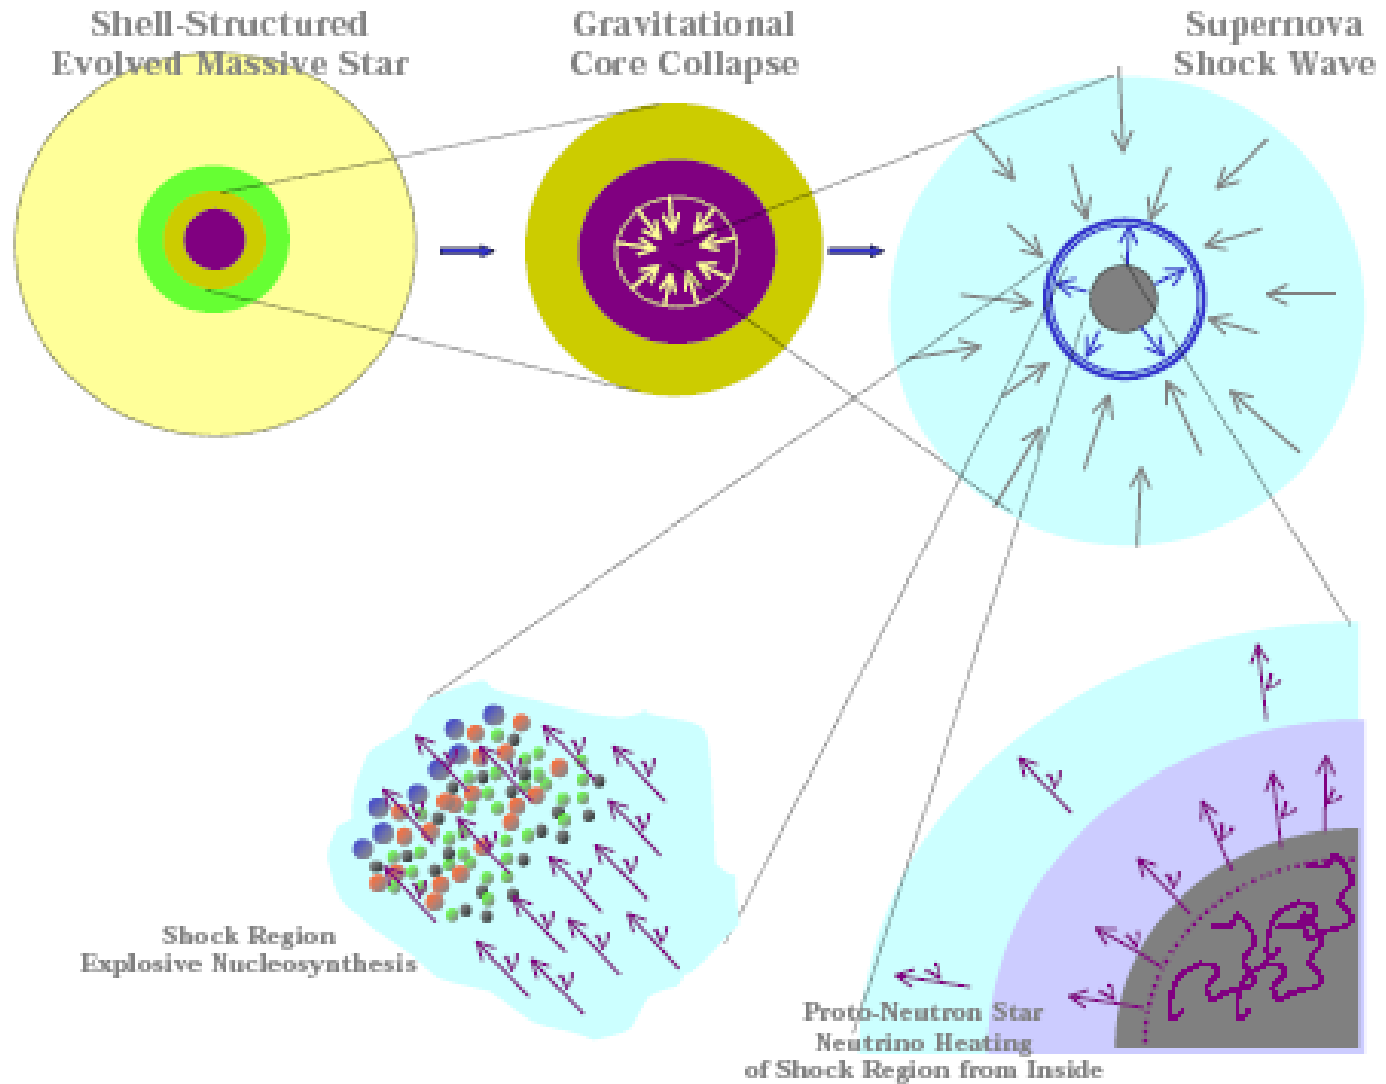 Shell-Structured
Evolved Massive Star
Gravitational
Core Collapse
Supernova
Shock Wave
Shock Region
Explosive Nucleosynthesis
Proto-Neutron Star
Neutrino Heating
of Shock Region from Inside